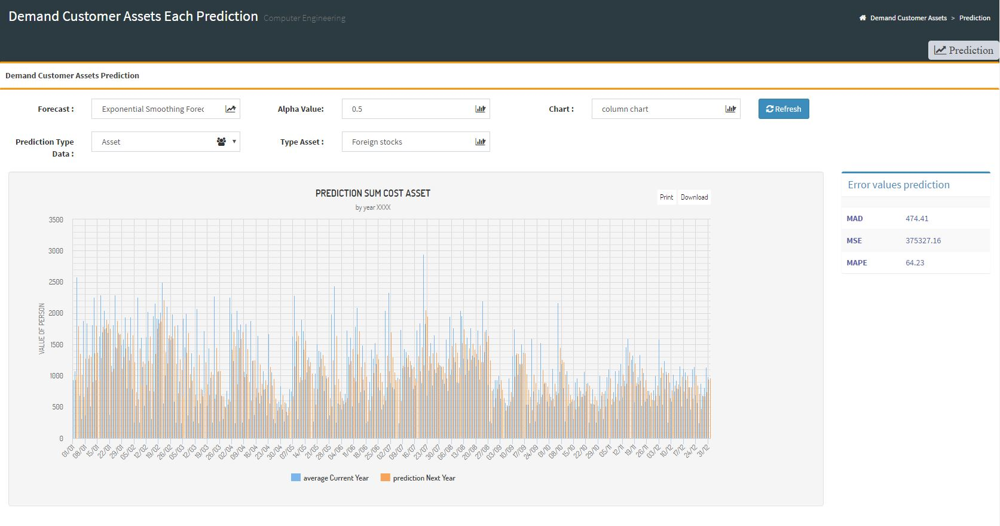 Demand Customer Assets Each Prediction Computer Engineering
Demand Customer Assets > Prediction
Prediction
Demand Customer Assets Prediction
Forecast : Exponential Smoothing Forec Alpha Value: 0.5 Chart : column chart Refresh
Prediction Type Data : Asset Type Asset : Foreign stocks
PREDICTION SUM COST ASSET
by year XXXX
Print Download
VALUE OF PERSON
3500
3000
2500
2000
1500
1000
500
0
01/01 08/01 15/01 22/01 29/01 05/02 12/02 19/02 26/02 05/03 12/03 19/03 26/03 02/04 09/04 16/04 23/04 30/04 07/05 14/05 21/05 28/05 04/06 11/06 18/06 25/06 02/07 09/07 16/07 23/07 30/07 06/08 13/08 20/08 27/08 03/09 10/09 17/09 24/09 01/10 08/10 15/10 22/10 29/10 05/11 12/11 19/11 26/11 03/12 10/12 17/12 24/12 31/12
average Current Year prediction Next Year
Error values prediction
MAD 474.41
MSE 375327.16
MAPE 64.23